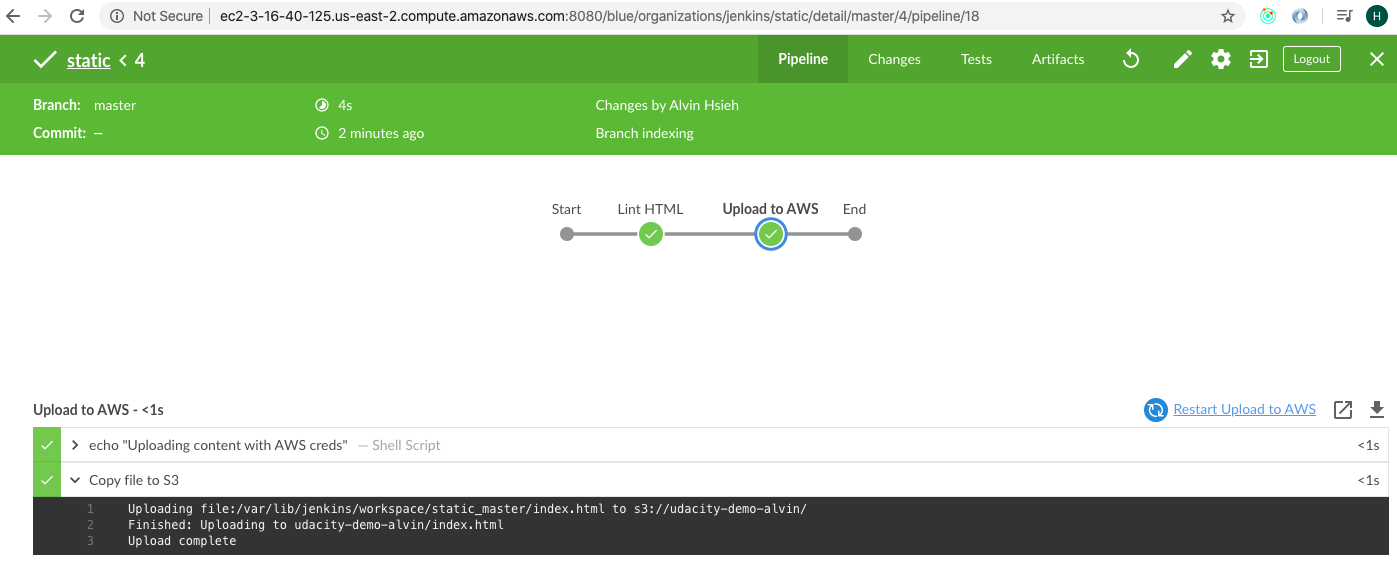 Not Secure ec2-3-16-40-125.us-east-2.compute.amazonaws.com:8080/blue/organizations/jenkins/static/detail/master/4/pipeline/18 H
static < 4 Pipeline Changes Tests Artifacts Logout
Branch: master 4s Changes by Alvin Hsieh
Commit: — 2 minutes ago Branch indexing
Start Lint HTML Upload to AWS End
Upload to AWS - <1s Restart Upload to AWS
echo "Uploading content with AWS creds" — Shell Script <1s
Copy file to S3 <1s
1 Uploading file:/var/lib/jenkins/workspace/static_master/index.html to s3://udacity-demo-alvin/
2 Finished: Uploading to udacity-demo-alvin/index.html
3 Upload complete